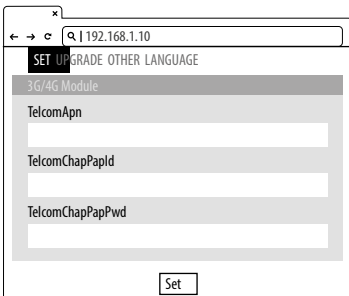 ×
192.168.1.10
SET UPGRADE OTHER LANGUAGE
3G/4G Module
TelcomApn
TelcomChapPapId
TelcomChapPapPwd
Set